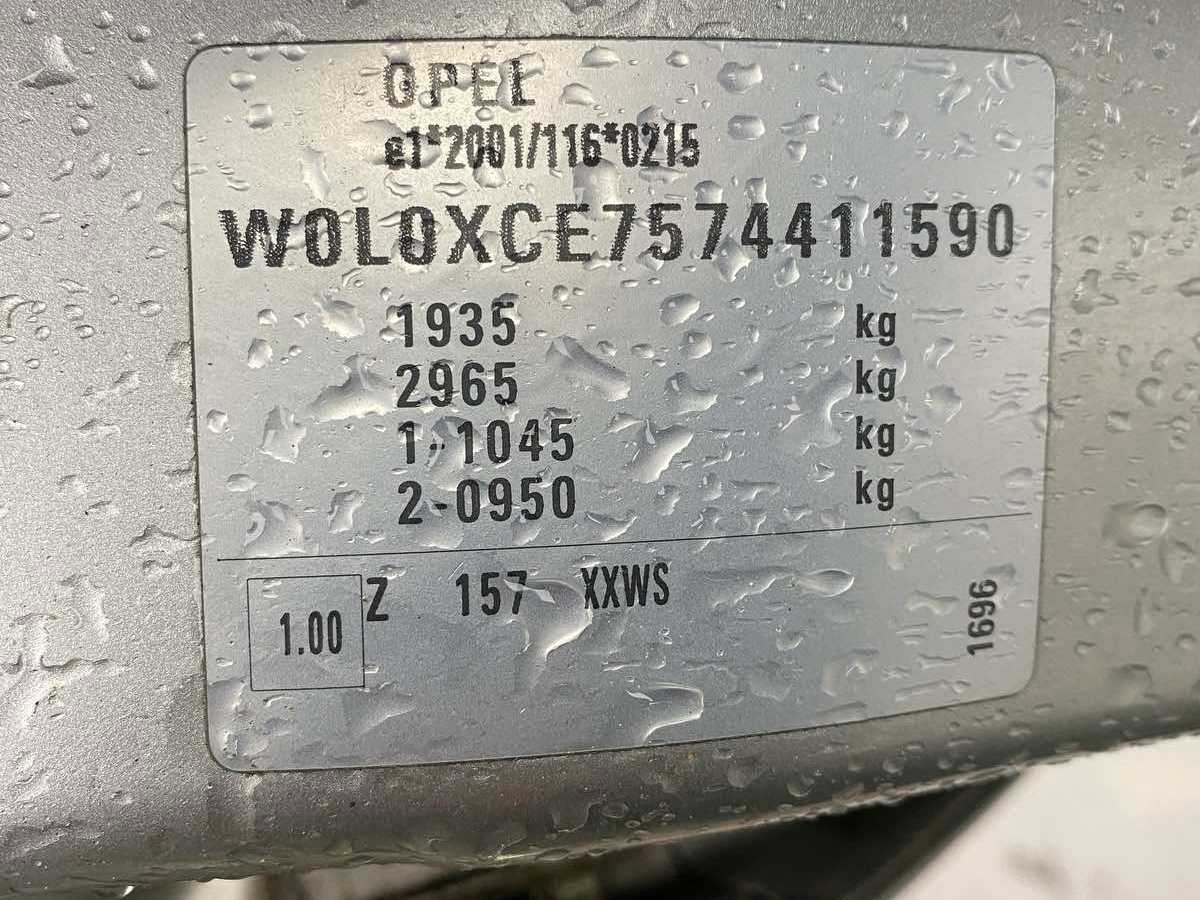 OPEL
e1*2001/116*0215
W0L0XCE7574411590
1935 kg
2965 kg
1-1045 kg
2-0950 kg
1.00 Z 157 XXWS
1696